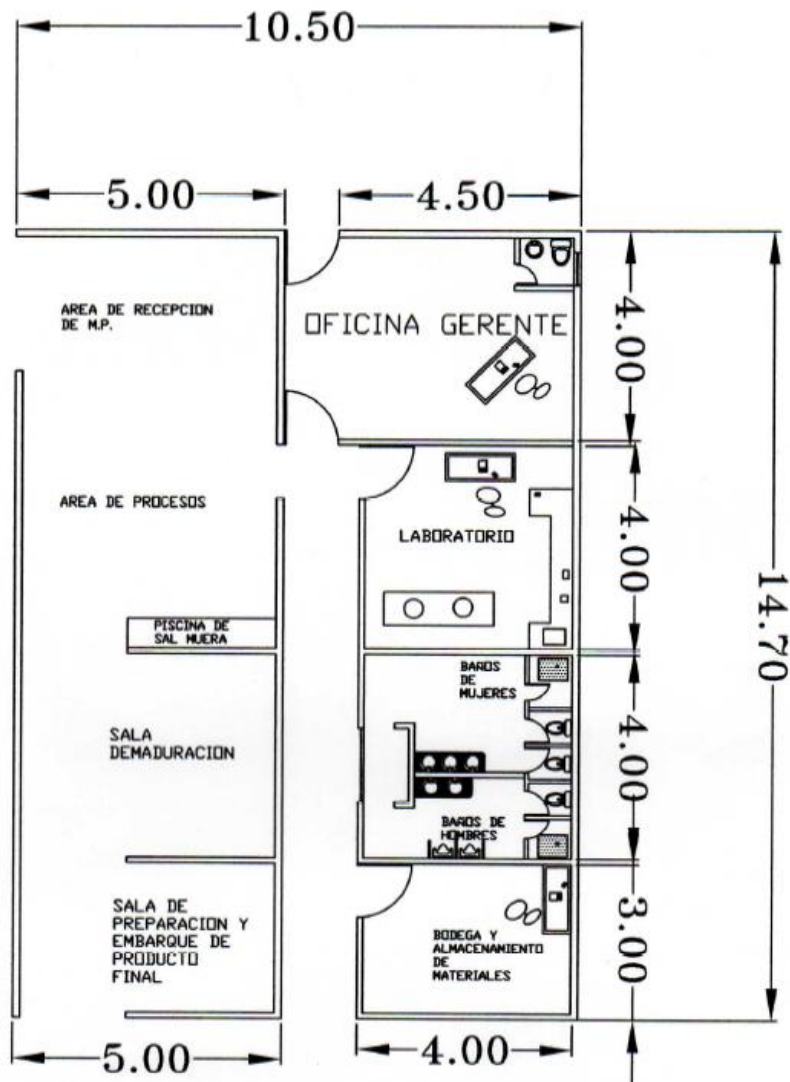 10.50
5.00
4.50
AREA DE RECEPCION
DE M.P.
OFICINA GERENTE
4.00
AREA DE PROCESOS
LABORATORIO
4.00
14.70
PISCINA DE
SAL MUERA
BAÑOS
DE
MUJERES
SALA
DEMADURACION
4.00
BAÑOS DE
HOMBRES
SALA DE
PREPARACION Y
EMBARQUE DE
PRODUCTO
FINAL
BODEGA Y
ALMACENAMIENTO
DE
MATERIALES
3.00
5.00
4.00